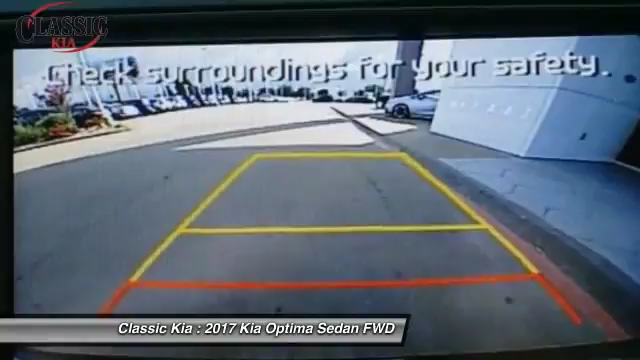 CLASSIC
KIA
Check surroundings for your safety.
Classic Kia : 2017 Kia Optima Sedan FWD